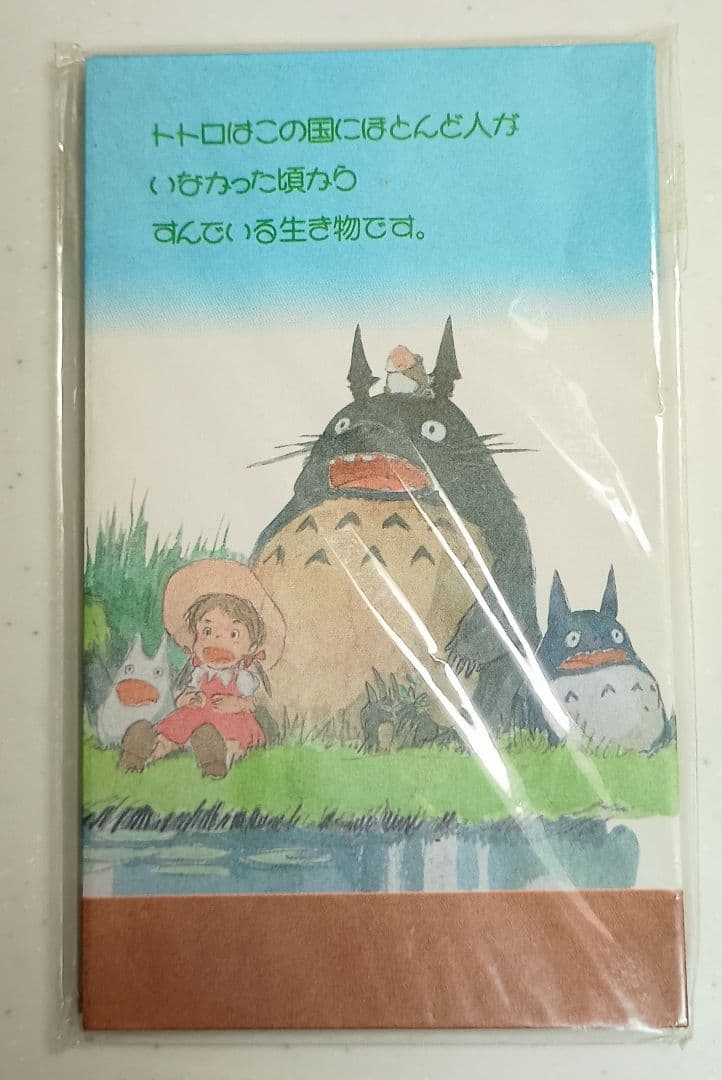 トトロはこの国にほとんど人が
いなかった頃から
すんでいる生き物です。